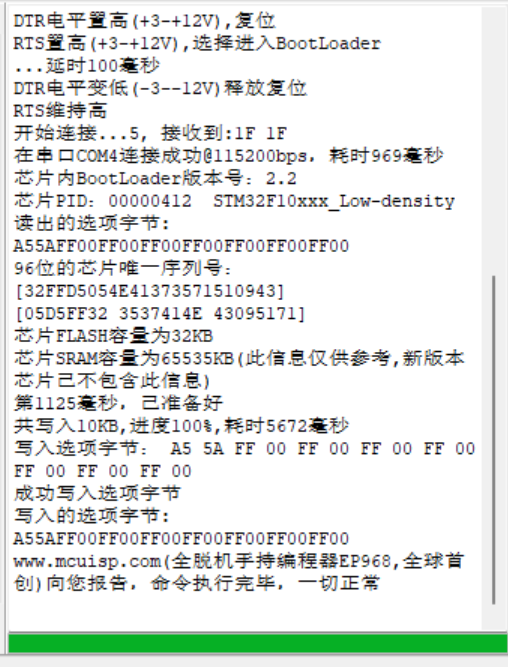 DTR电平置高(+3-+12V),复位
RTS置高(+3-+12V),选择进入BootLoader
...延时100毫秒
DTR电平变低(-3--12V)释放复位
RTS维持高
开始连接...5, 接收到:1F 1F
在串口COM4连接成功@115200bps，耗时969毫秒
芯片内BootLoader版本号：2.2
芯片PID：00000412  STM32F10xxx_Low-density
读出的选项字节:
A55AFF00FF00FF00FF00FF00FF00FF00
96位的芯片唯一序列号：
[32FFD5054E41373571510943]
[05D5FF32 3537414E 43095171]
芯片FLASH容量为32KB
芯片SRAM容量为65535KB(此信息仅供参考,新版本
芯片已不包含此信息)
第1125毫秒，已准备好
共写入10KB,进度100%,耗时5672毫秒
写入选项字节： A5 5A FF 00 FF 00 FF 00 FF 00
FF 00 FF 00 FF 00
成功写入选项字节
写入的选项字节:
A55AFF00FF00FF00FF00FF00FF00FF00
www.mcuisp.com(全脱机手持编程器EP968,全球首
创)向您报告，命令执行完毕，一切正常